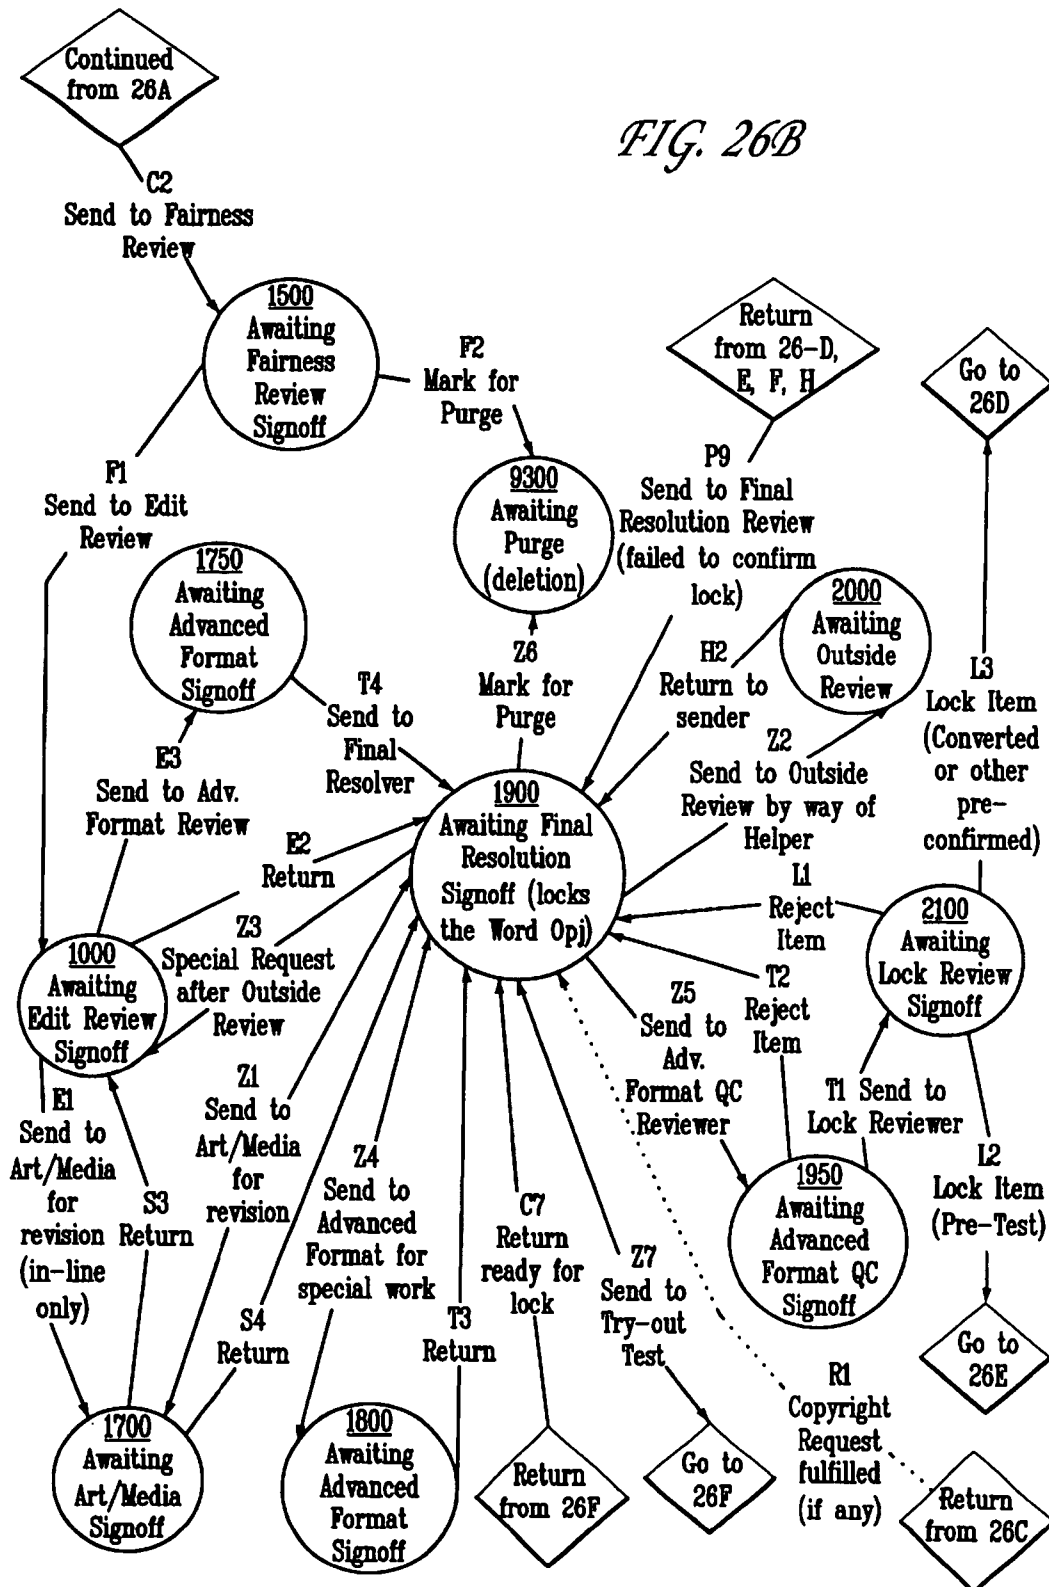 Continued
from 26A
FIG. 26B
C2
Send to Fairness
Review
1500
Awaiting
Fairness
Review
Signoff
F2
Mark for
Purge
Return
from 26-D,
E, F, H
Go to
26D
F1
Send to Edit
Review
9300
Awaiting
Purge
(deletion)
P9
Send to Final
Resolution Review
(failed to confirm
lock)
1750
Awaiting
Advanced
Format
Signoff
2000
Awaiting
Outside
Review
T4
Send to
Final
Resolver
Z6
Mark for
Purge
H2
Return to
sender
L3
Lock Item
(Converted
or other
pre-
confirmed)
E3
Send to Adv.
Format Review
Z2
Send to Outside
Review by way of
Helper
1900
Awaiting Final
Resolution
Signoff (locks
the Word Opj)
E2
Return
L1
Reject
Item
2100
Awaiting
Lock Review
Signoff
1000
Awaiting
Edit Review
Signoff
Z3
Special Request
after Outside
Review
T2
Reject
Item
Z5
Send to
Adv.
Format QC
Reviewer
T1 Send to
Lock Reviewer
E1
Send to
Art/Media
for
revision
(in-line
only)
S3
Return
Z1
Send to
Art/Media
for
revision
Z4
Send to
Advanced
Format for
special work
C7
Return
ready for
lock
Z7
Send to
Try-out
Test
1950
Awaiting
Advanced
Format QC
Signoff
L2
Lock Item
(Pre-Test)
S4
Return
T3
Return
Go to
26E
R1
Copyright
Request
fulfilled
(if any)
1700
Awaiting
Art/Media
Signoff
1800
Awaiting
Advanced
Format
Signoff
Return
from 26F
Go to
26F
Return
from 26C